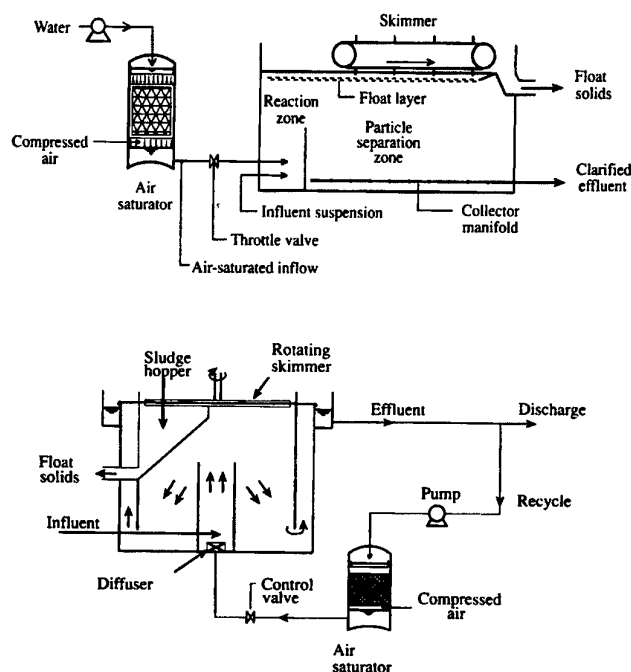 Skimmer
Water
Float
solids
Float layer
Reaction
zone
Particle
separation
zone
Compressed
air
Air
saturator
Clarified
effluent
Influent suspension
Collector
manifold
Throttle valve
Air-saturated inflow
Sludge
hopper
Rotating
skimmer
Effluent
Discharge
Float
solids
Pump
Recycle
Influent
Diffuser
Control
valve
Compressed
air
Air
saturator